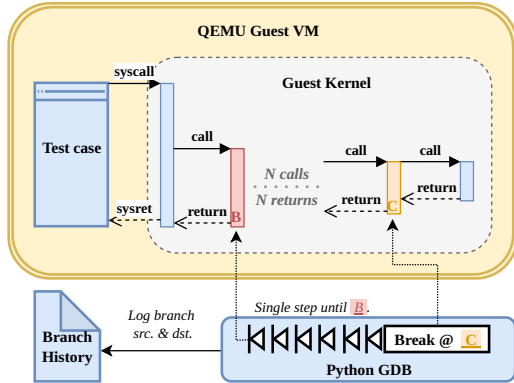 QEMU Guest VM
syscall
Guest Kernel
Test case
call
call
call
N calls
N returns
return
sysret
return
return
B
C
Single step until B.
Log branch
src. & dst.
Branch
History
Break @ C
Python GDB